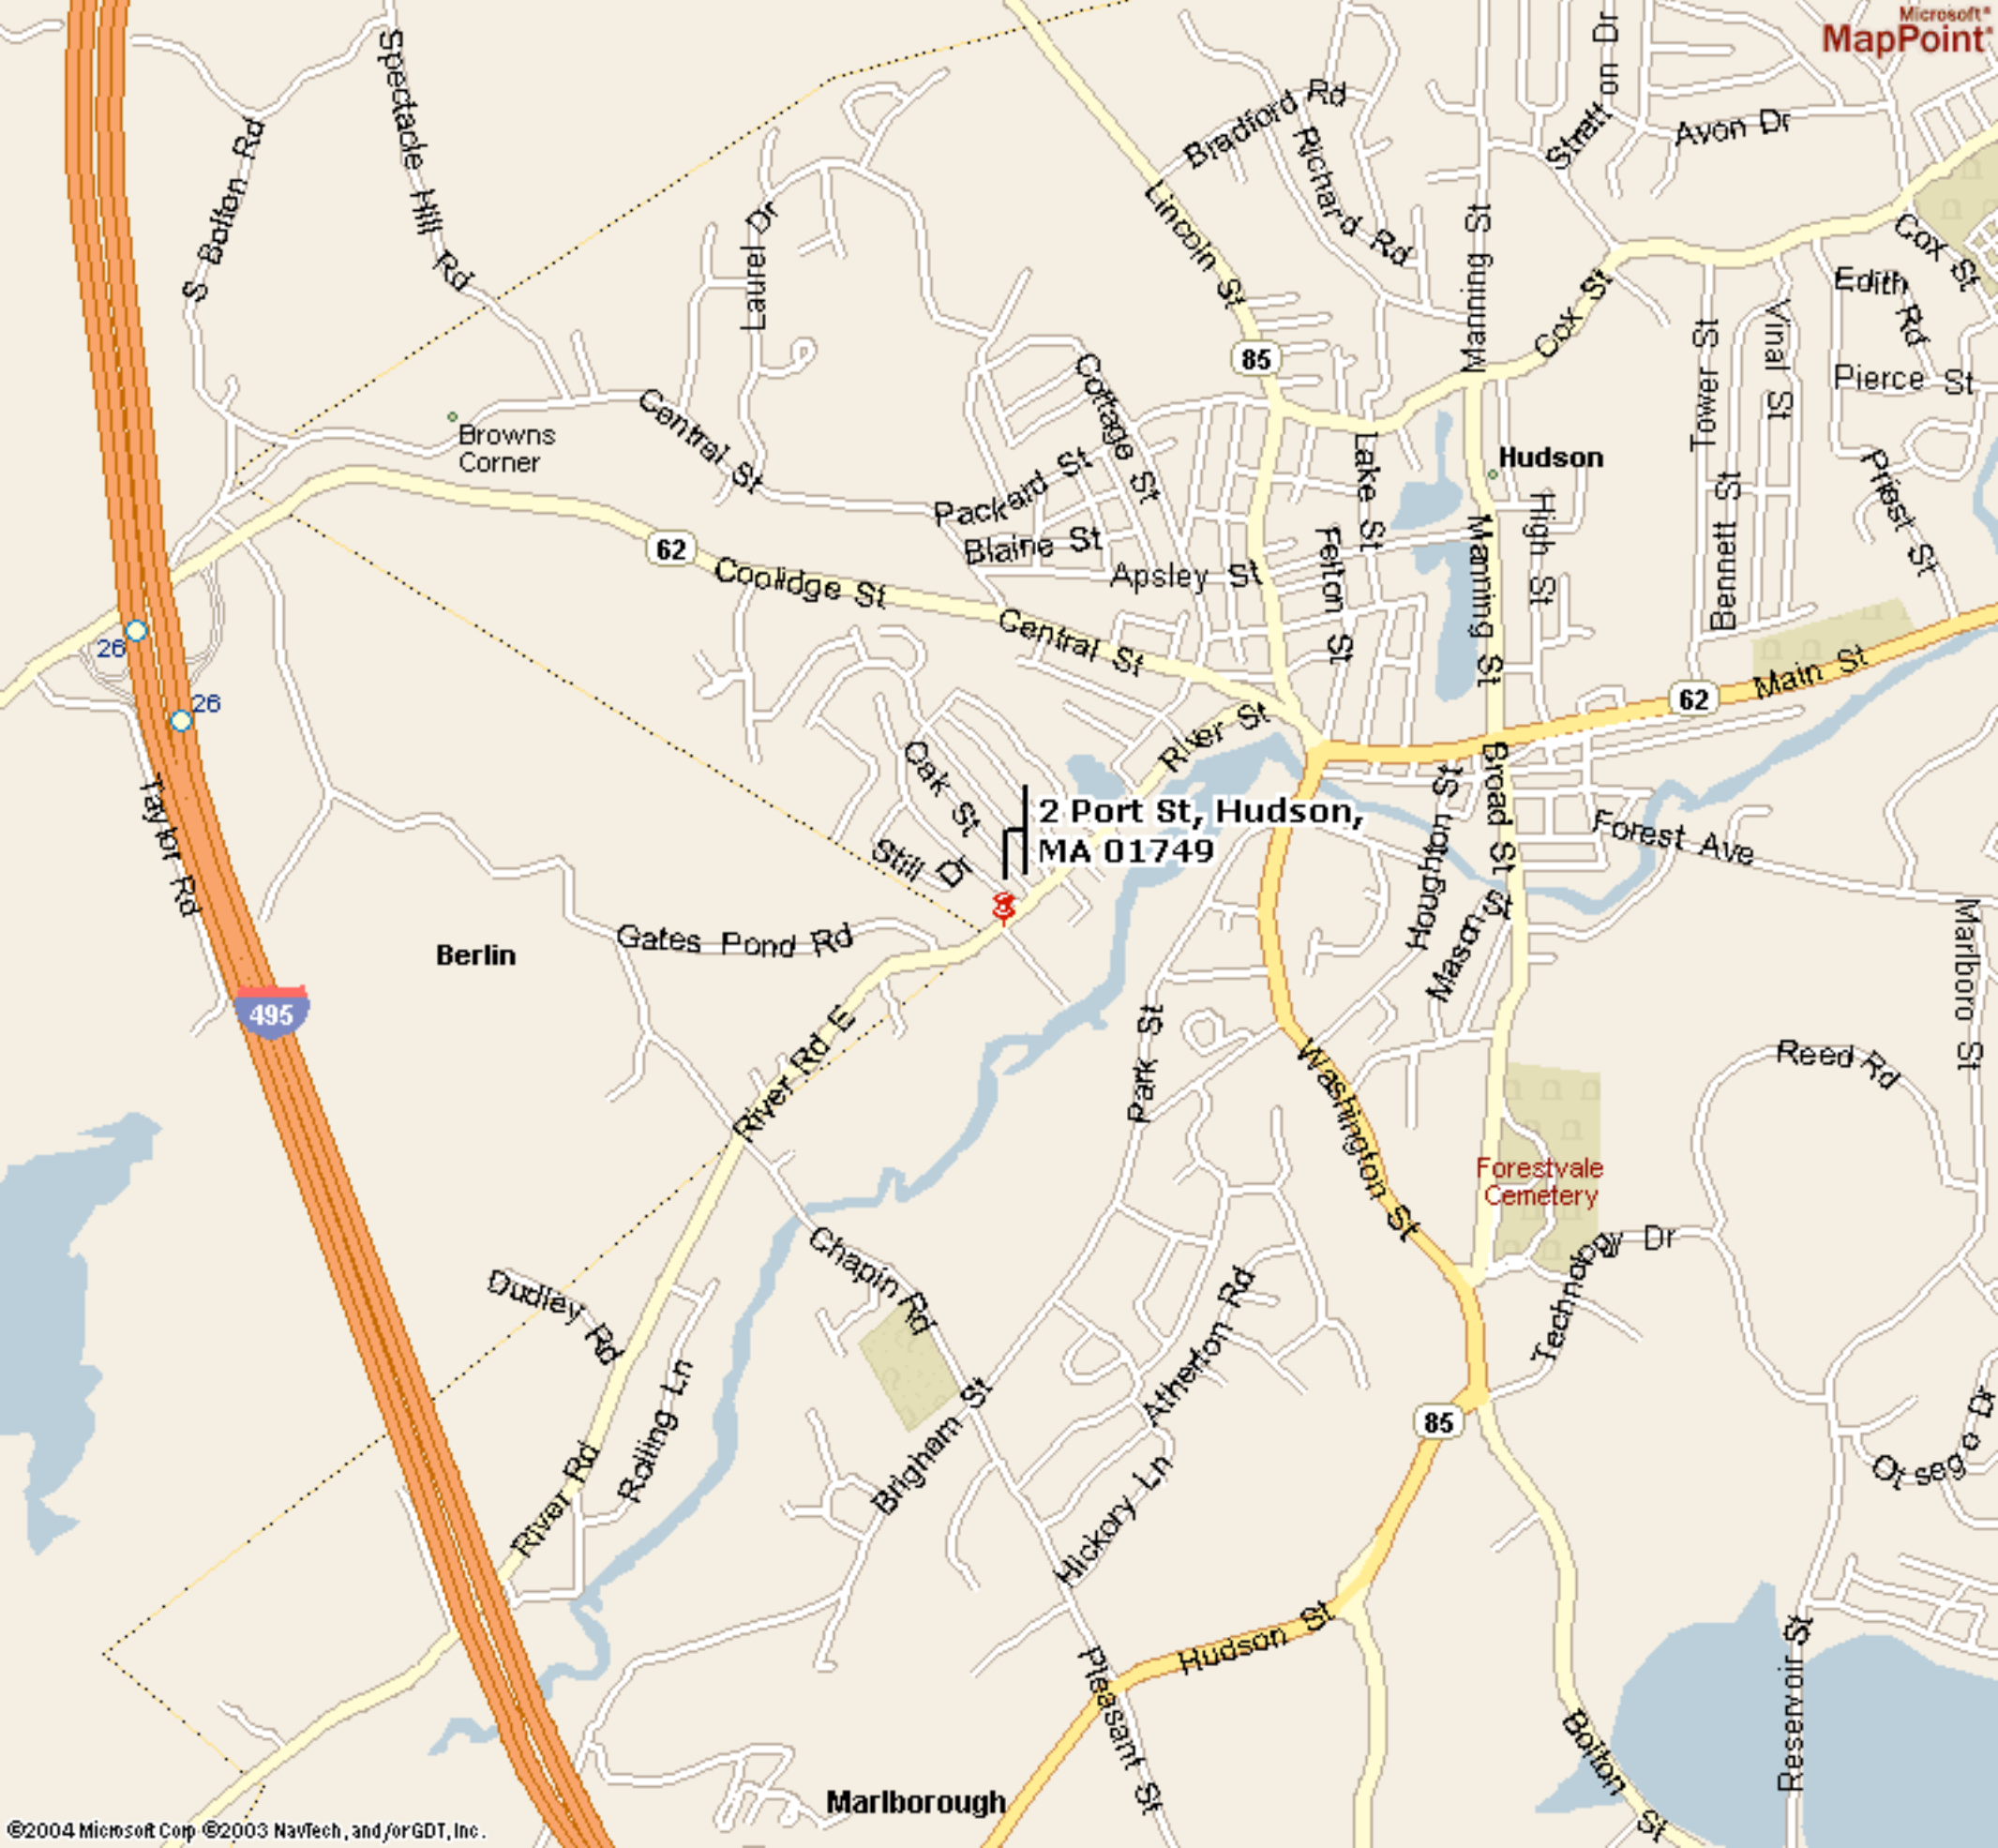 Microsoft®
MapPoint®
Spectacle Hill Rd
S Bolton Rd
Laurel Dr
Lincoln St
Bradford Rd
Richard Rd
Manning St
Stratton Dr
Avon Dr
Cox St
Cox St
Edith Rd
Vinal St
Tower St
Pierce St
85
Browns
Corner
Central St
Cottage St
Packard St
Blaine St
Apsley St
Lake St
Hudson
High St
Manning St
Felton St
Bennett St
Priest St
62
Coolidge St
Central St
26
26
River St
62
Main St
Taylor Rd
Oak St
Still Dr
2 Port St, Hudson,
MA 01749
Houghton St
Broad St
Forest Ave
Mason St
Marlboro St
Gates Pond Rd
Berlin
495
River Rd E
Park St
Washington St
Reed Rd
Forestvale
Cemetery
Technology Dr
Chapin Rd
Dudley Rd
Rolling Ln
River Rd
Brigham St
Atherton Rd
Hickory Ln
85
Otsego Dr
Hudson St
Pleasant St
Reservoir St
Bolton St
Marlborough
©2004 Microsoft Corp ©2003 NavTech, and/or GDT, Inc.